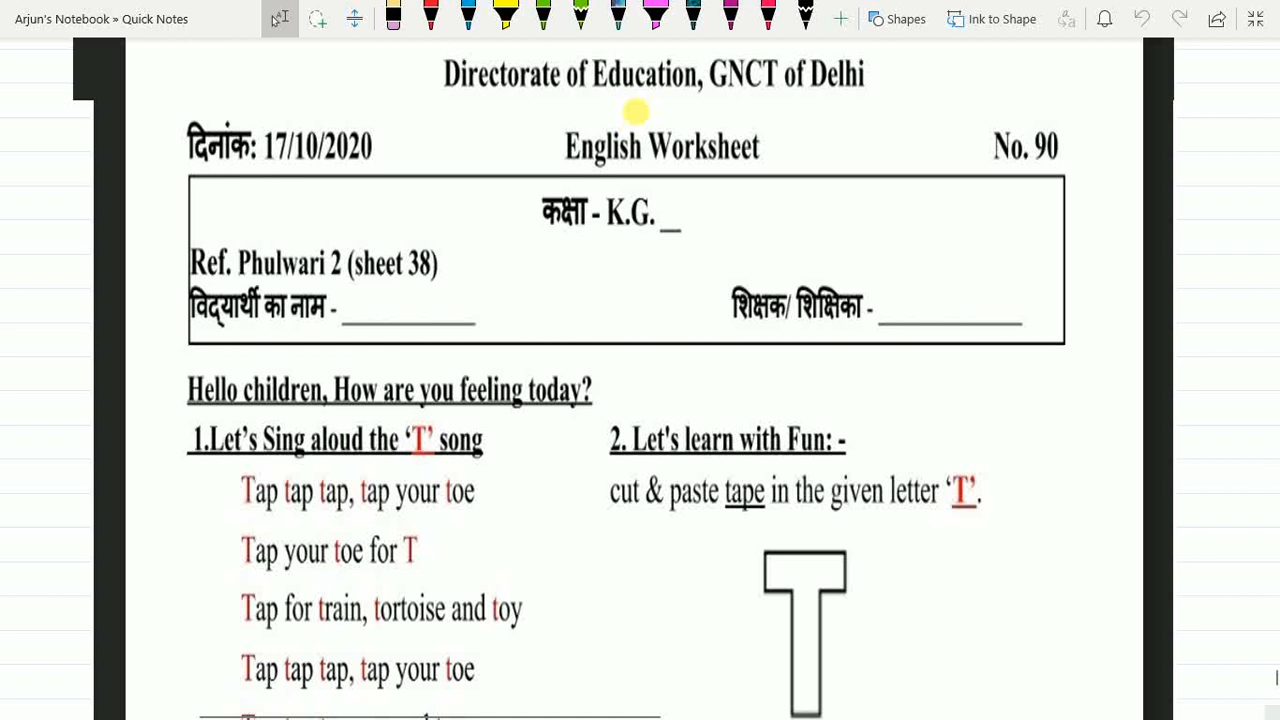 Arjun's Notebook » Quick Notes
Shapes
Ink to Shape
Directorate of Education, GNCT of Delhi
दिनांक: 17/10/2020 English Worksheet No. 90
कक्षा - K.G. _
Ref. Phulwari 2 (sheet 38)
विद्यार्थी का नाम - ____________ शिक्षक/ शिक्षिका - _____________
Hello children, How are you feeling today?
1.Let's Sing aloud the ‘T’ song
Tap tap tap, tap your toe
Tap your toe for T
Tap for train, tortoise and toy
Tap tap tap, tap your toe
2. Let's learn with Fun: -
cut & paste tape in the given letter ‘T’.
T